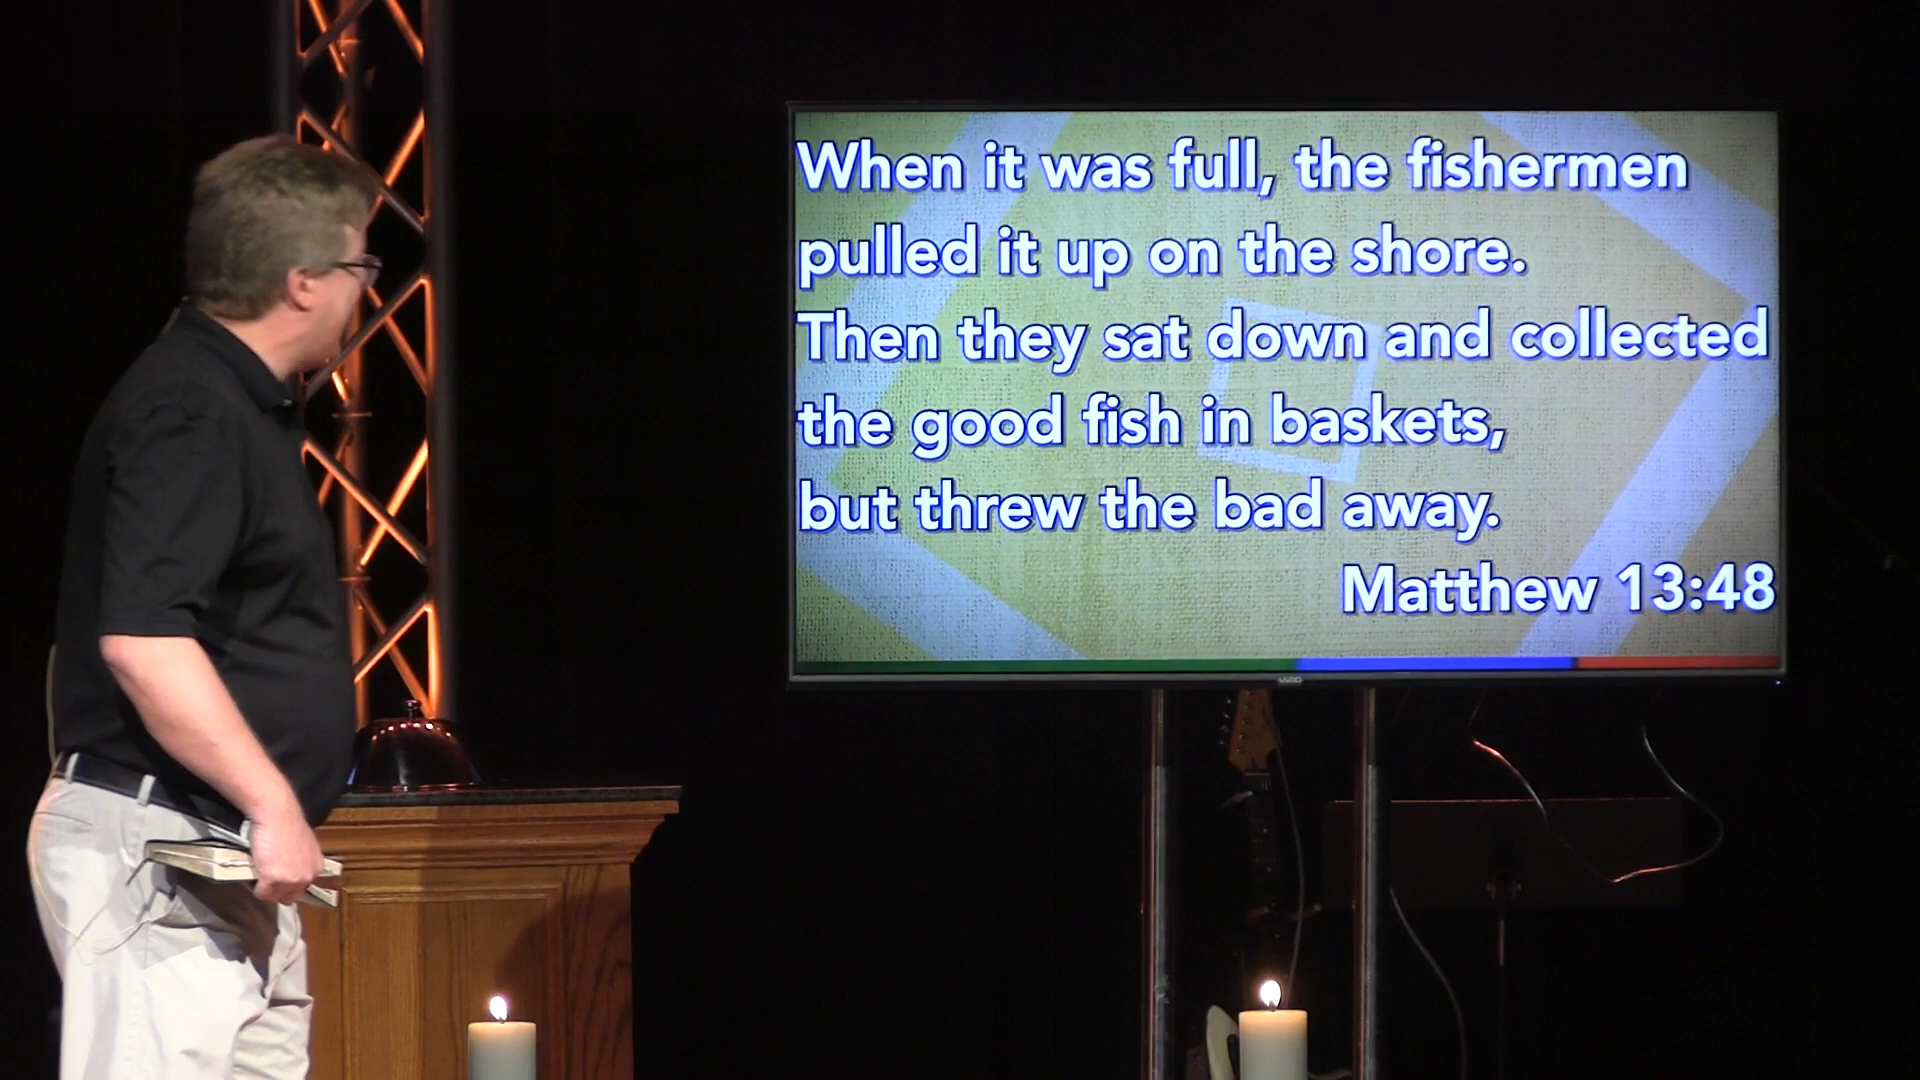 When it was full, the fishermen
pulled it up on the shore.
Then they sat down and collected
the good fish in baskets,
but threw the bad away.
Matthew 13:48
VIZIO